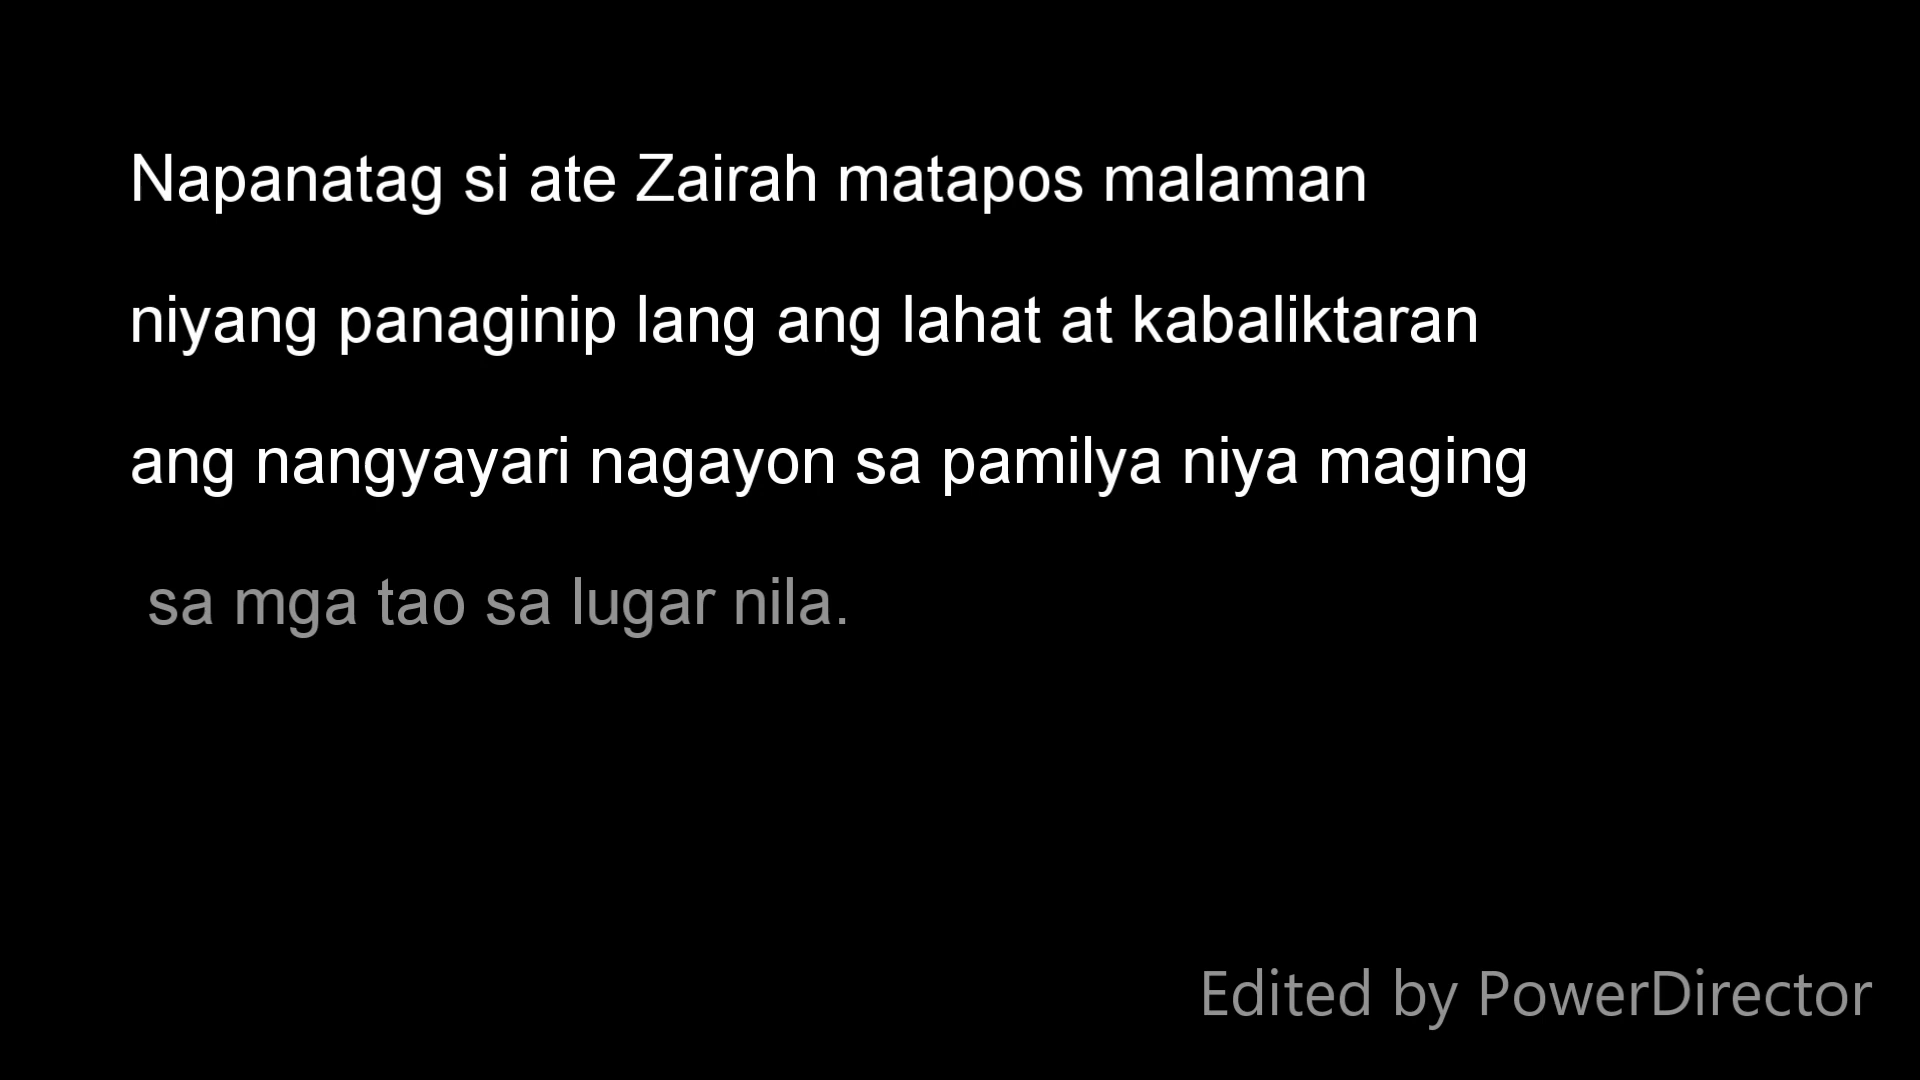 Napanatag si ate Zairah matapos malaman
niyang panaginip lang ang lahat at kabaliktaran
ang nangyayari nagayon sa pamilya niya maging
sa mga tao sa lugar nila.
Edited by PowerDirector